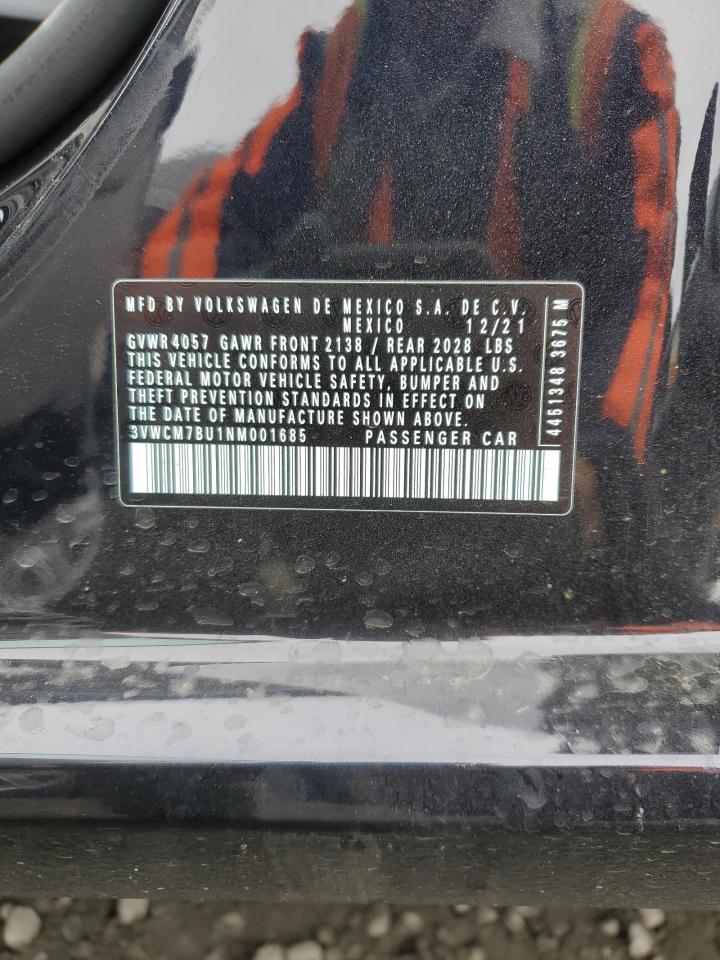 MFD BY VOLKSWAGEN DE MEXICO S.A. DE C.V.
MEXICO 12/21
GVWR4057 GAWR FRONT2138 / REAR 2028 LBS
THIS VEHICLE CONFORMS TO ALL APPLICABLE U.S.
FEDERAL MOTOR VEHICLE SAFETY, BUMPER AND
THEFT PREVENTION STANDARDS IN EFFECT ON
THE DATE OF MANUFACTURE SHOWN ABOVE.
3VWCM7BU1NM001685 PASSENGER CAR
4451348 3675 M